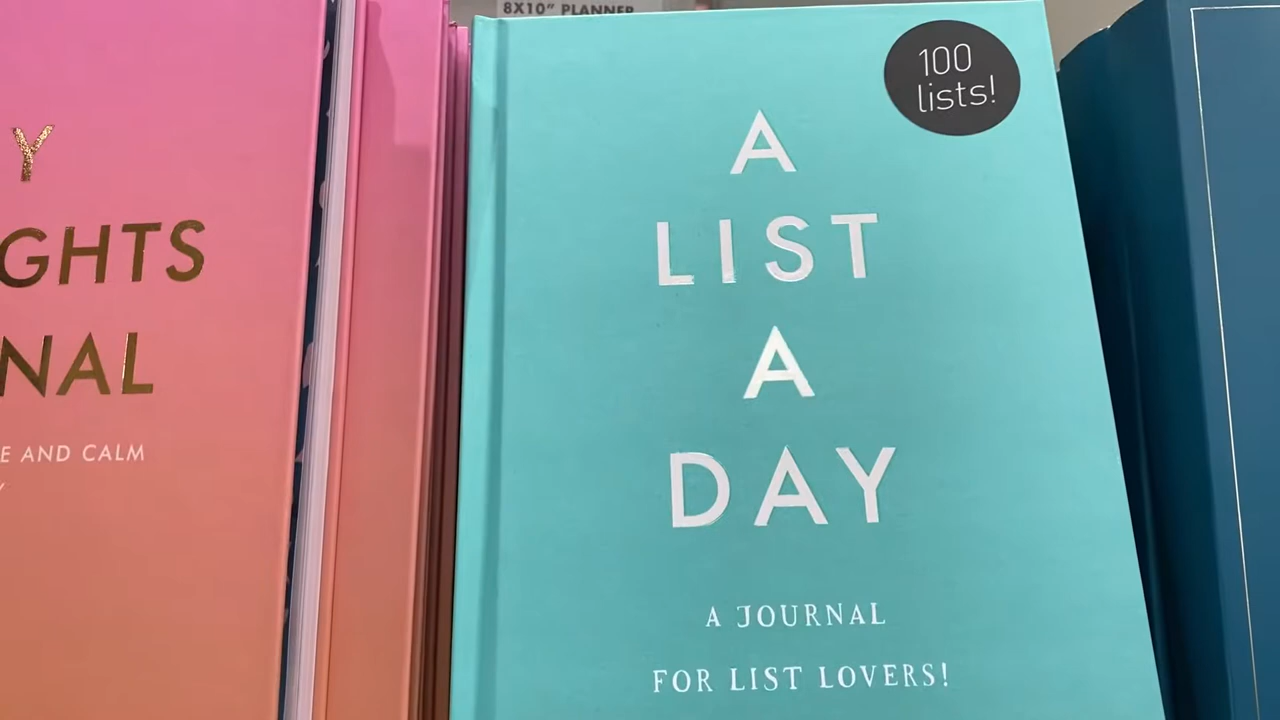 8X10" PLANNER
Y
GHTS
NAL
E AND CALM
100
lists!
A
LIST
A
DAY
A JOURNAL
FOR LIST LOVERS!